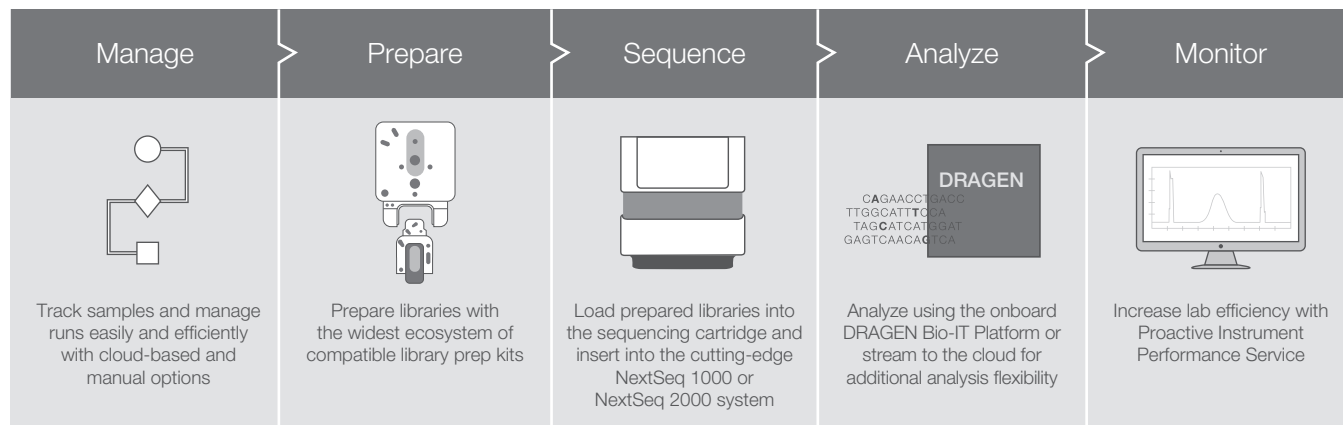 Manage
Prepare
Sequence
Analyze
Monitor
DRAGEN
CAGAACCTGACC
TTGGCATTTCCA
TAGCATCATGGAT
GAGTCAACAGTCA
Track samples and manage
runs easily and efficiently
with cloud-based and
manual options
Prepare libraries with
the widest ecosystem of
compatible library prep kits
Load prepared libraries into
the sequencing cartridge and
insert into the cutting-edge
NextSeq 1000 or
NextSeq 2000 system
Analyze using the onboard
DRAGEN Bio-IT Platform or
stream to the cloud for
additional analysis flexibility
Increase lab efficiency with
Proactive Instrument
Performance Service